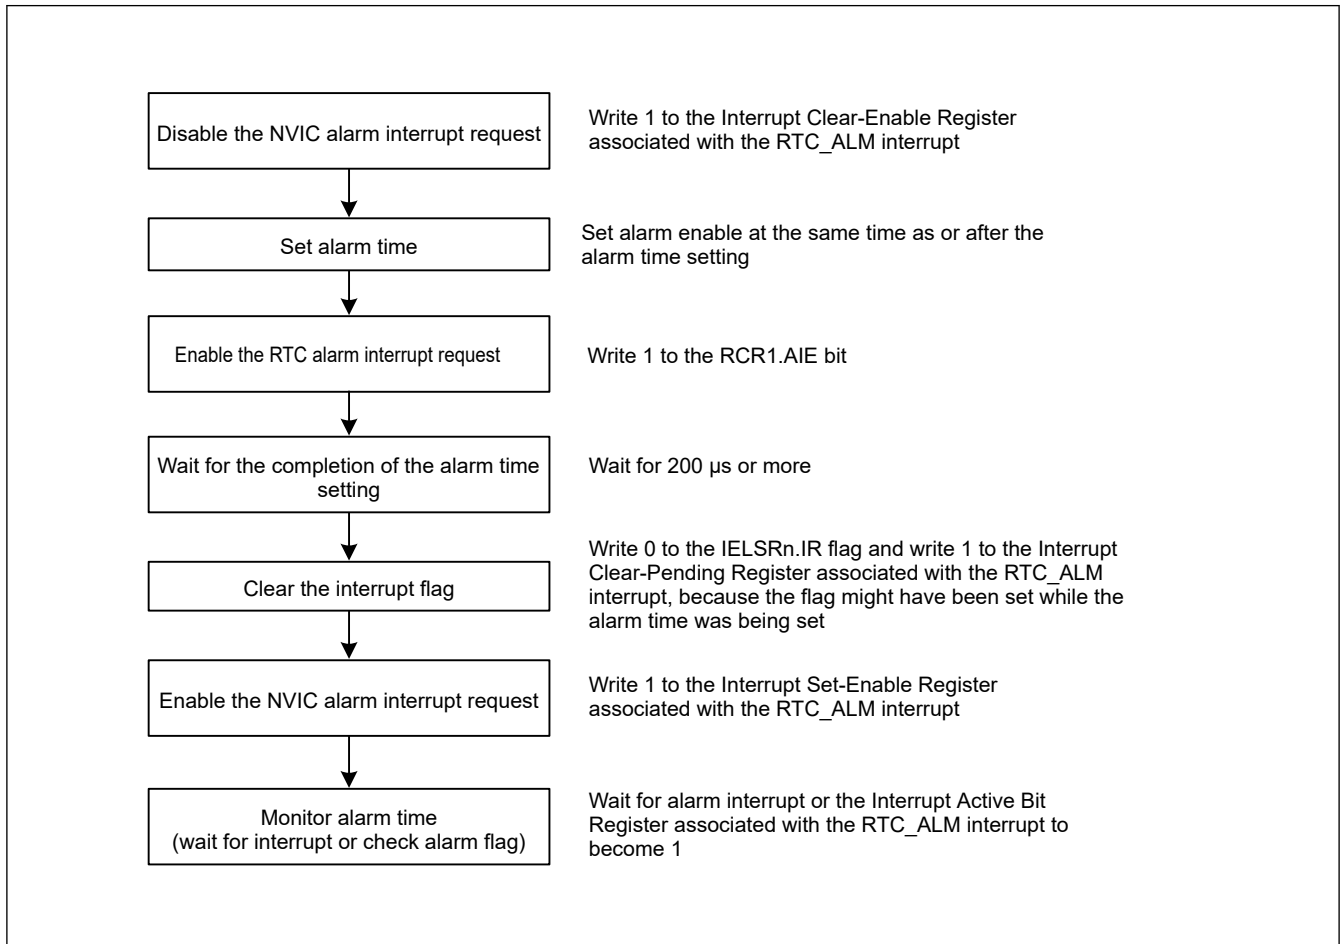 Disable the NVIC alarm interrupt request
Write 1 to the Interrupt Clear-Enable Register
associated with the RTC_ALM interrupt
Set alarm time
Set alarm enable at the same time as or after the
alarm time setting
Enable the RTC alarm interrupt request
Write 1 to the RCR1.AIE bit
Wait for the completion of the alarm time
setting
Wait for 200 µs or more
Clear the interrupt flag
Write 0 to the IELSRn.IR flag and write 1 to the Interrupt
Clear-Pending Register associated with the RTC_ALM
interrupt, because the flag might have been set while the
alarm time was being set
Enable the NVIC alarm interrupt request
Write 1 to the Interrupt Set-Enable Register
associated with the RTC_ALM interrupt
Monitor alarm time
(wait for interrupt or check alarm flag)
Wait for alarm interrupt or the Interrupt Active Bit
Register associated with the RTC_ALM interrupt to
become 1